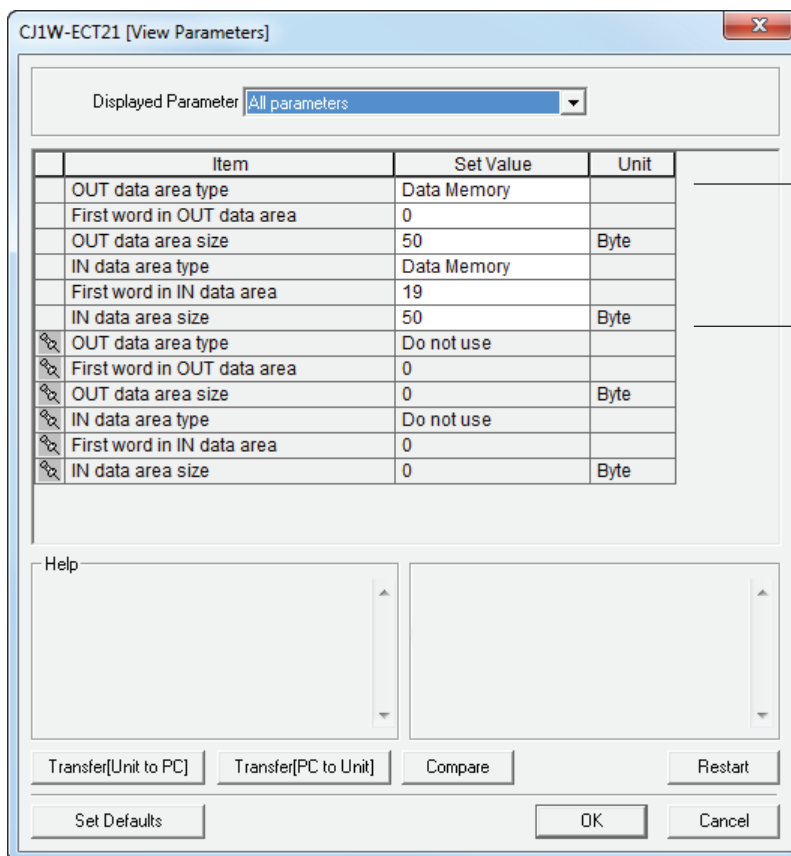 CJ1W-ECT21 [View Parameters]
Displayed Parameter All parameters
Item Set Value Unit
OUT data area type Data Memory
First word in OUT data area 0
OUT data area size 50 Byte
IN data area type Data Memory
First word in IN data area 19
IN data area size 50 Byte
OUT data area type Do not use
First word in OUT data area 0
OUT data area size 0 Byte
IN data area type Do not use
First word in IN data area 0
IN data area size 0 Byte
Help
Transfer[Unit to PC] Transfer[PC to Unit] Compare Restart
Set Defaults OK Cancel